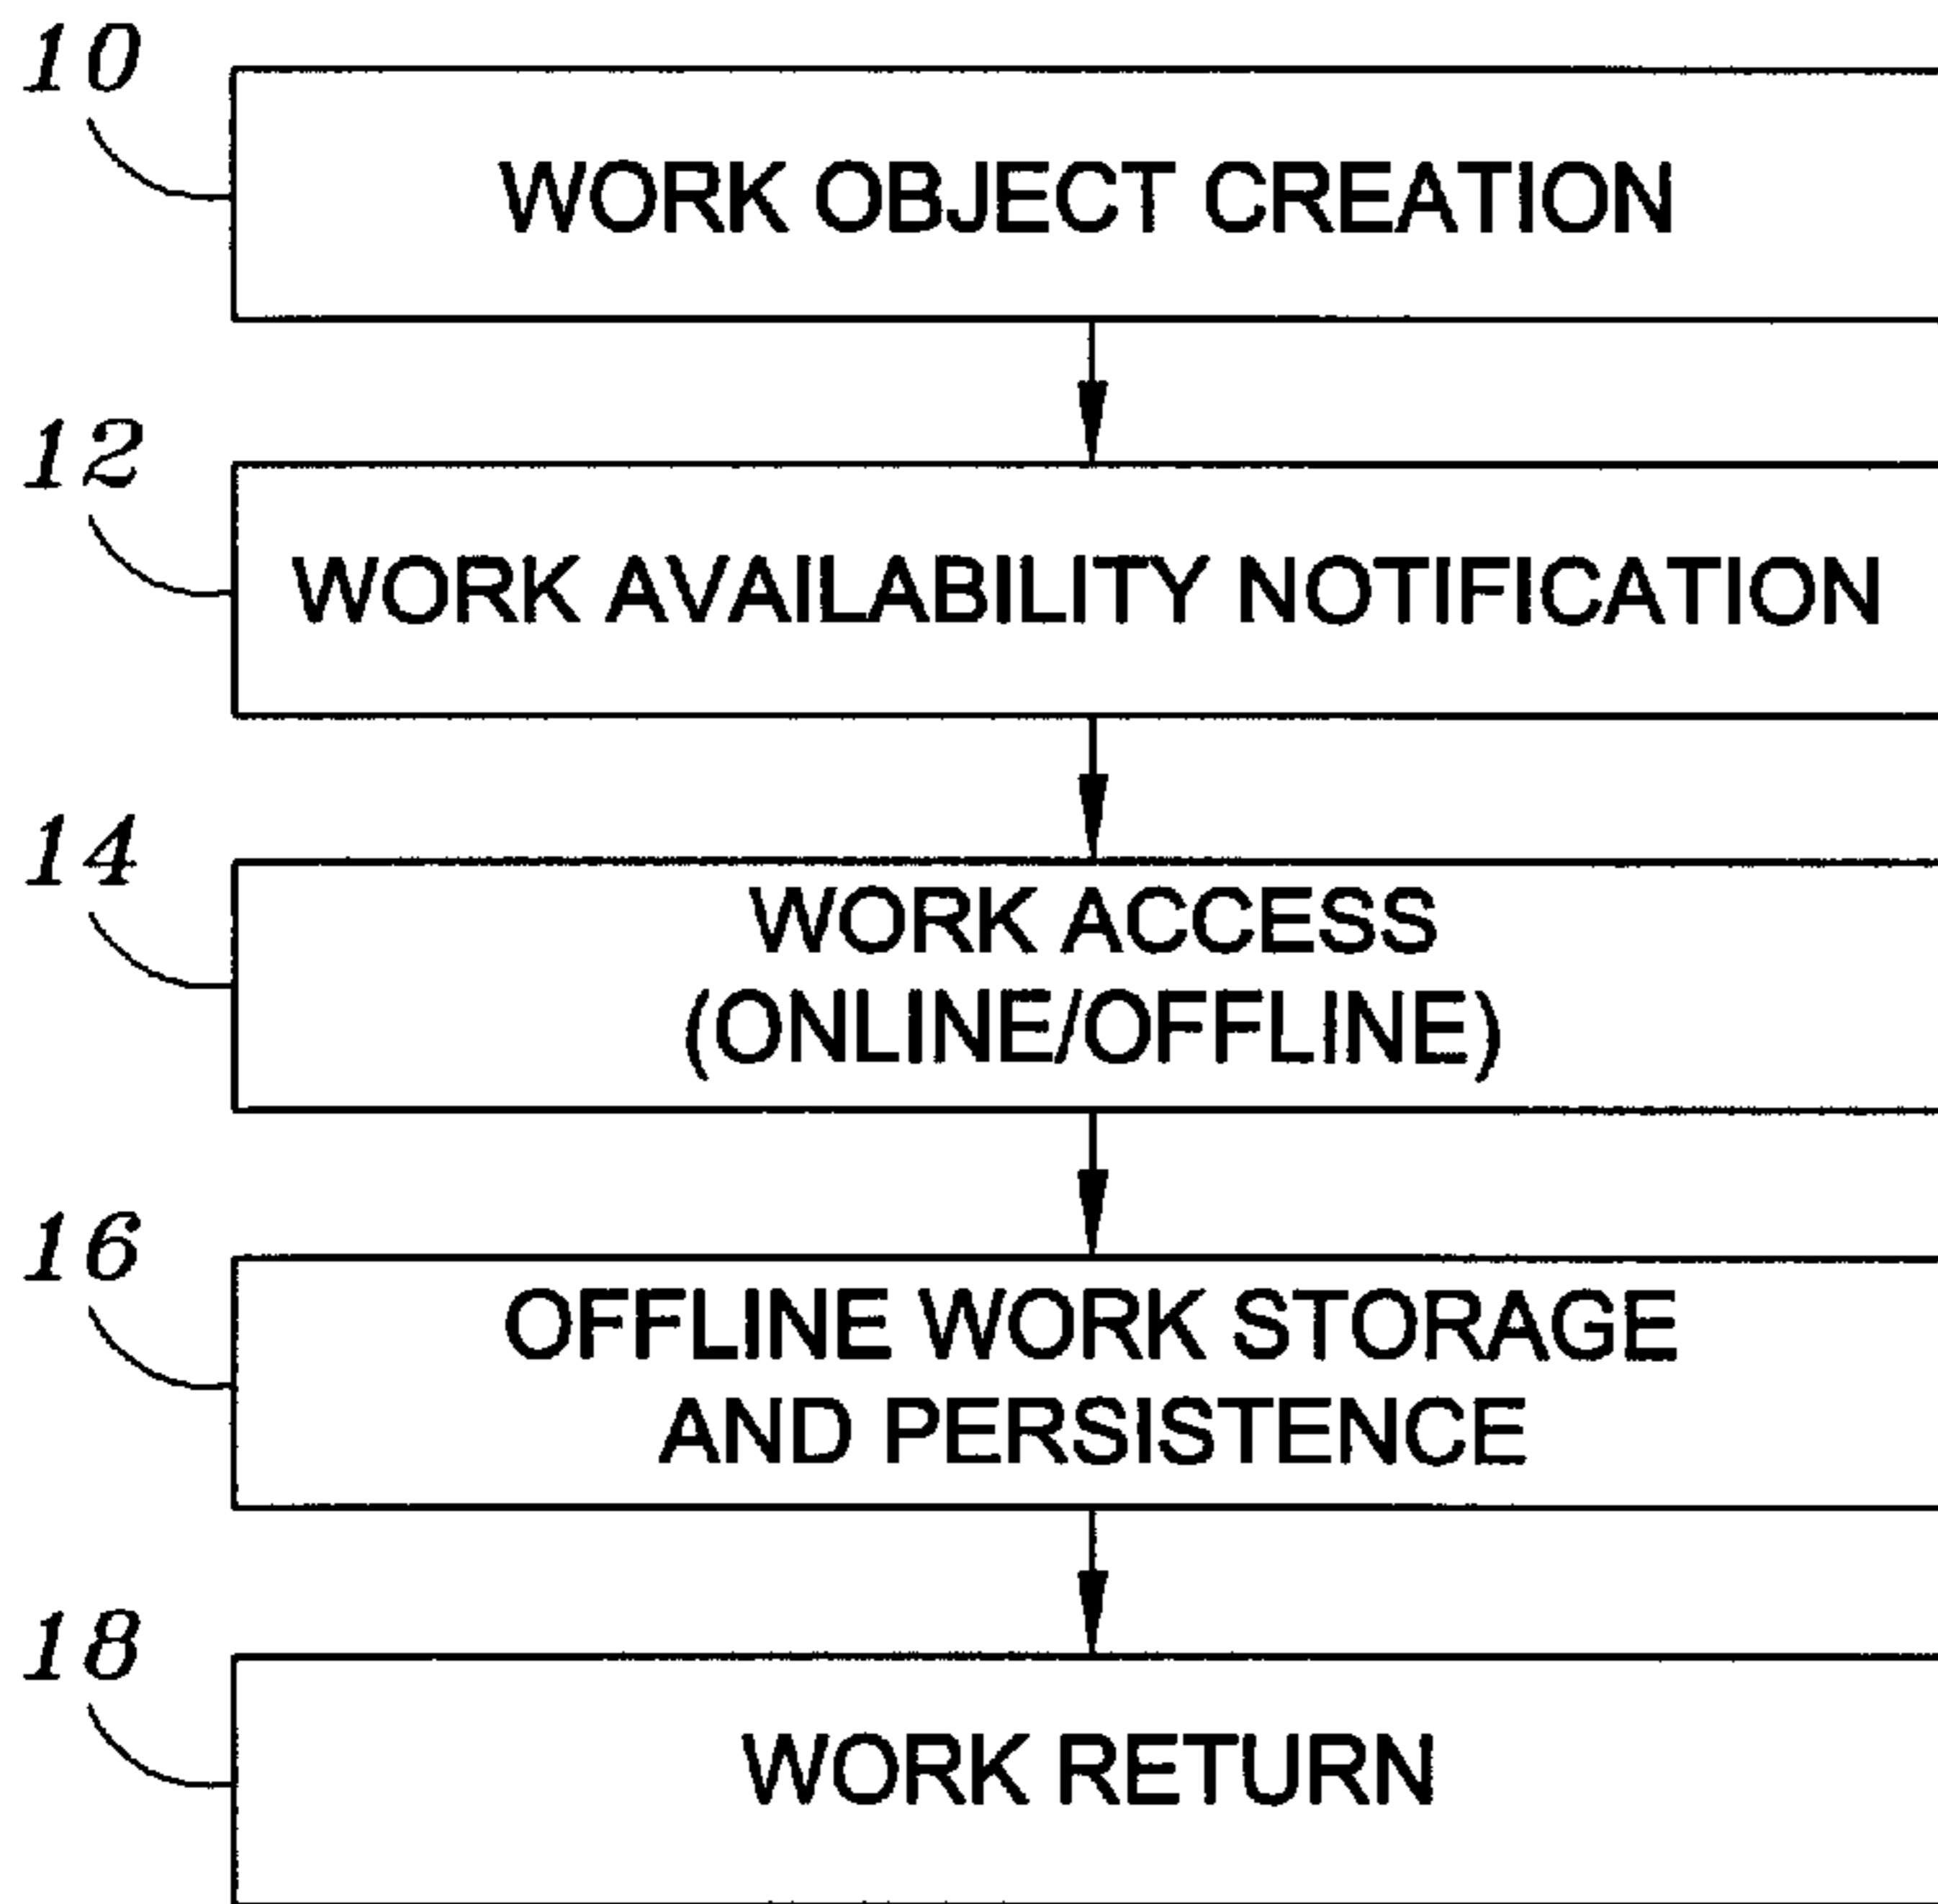 10
WORK OBJECT CREATION
12
WORK AVAILABILITY NOTIFICATION
14
WORK ACCESS
(ONLINE/OFFLINE)
16
OFFLINE WORK STORAGE
AND PERSISTENCE
18
WORK RETURN